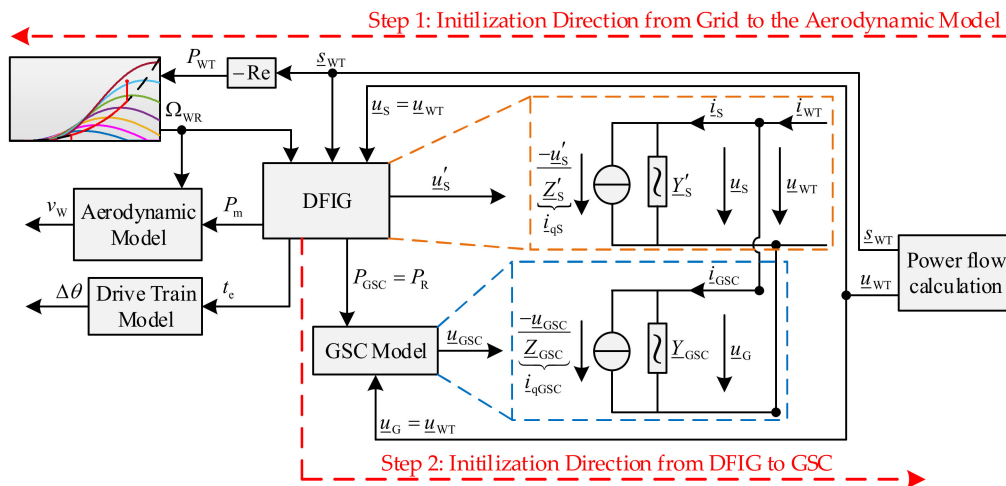 Step 1: Initilization Direction from Grid to the Aerodynamic Model
P_WT
−Re
s_WT
Ω_WR
u_S = u_WT
i_S
i_WT
DFIG
u′_S
−u′_S
Z′_S
i_qS
Y′_S
u_S
u_WT
v_W
Aerodynamic
Model
P_m
s_WT
Power flow
calculation
u_WT
P_GSC = P_R
i_GSC
Δθ
Drive Train
Model
t_e
GSC Model
u_GSC
−u_GSC
Z_GSC
i_qGSC
Y_GSC
u_G
u_G = u_WT
Step 2: Initilization Direction from DFIG to GSC